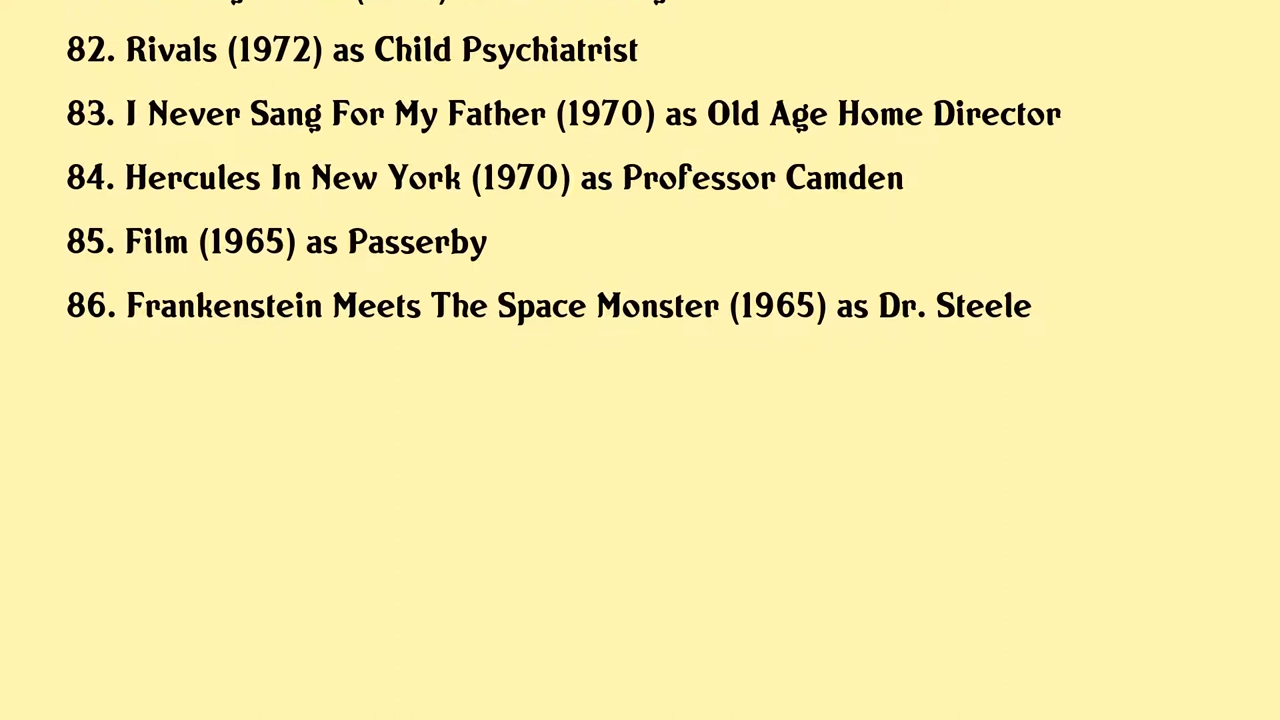 82. Rivals (1972) as Child Psychiatrist
83. I Never Sang For My Father (1970) as Old Age Home Director
84. Hercules In New York (1970) as Professor Camden
85. Film (1965) as Passerby
86. Frankenstein Meets The Space Monster (1965) as Dr. Steele